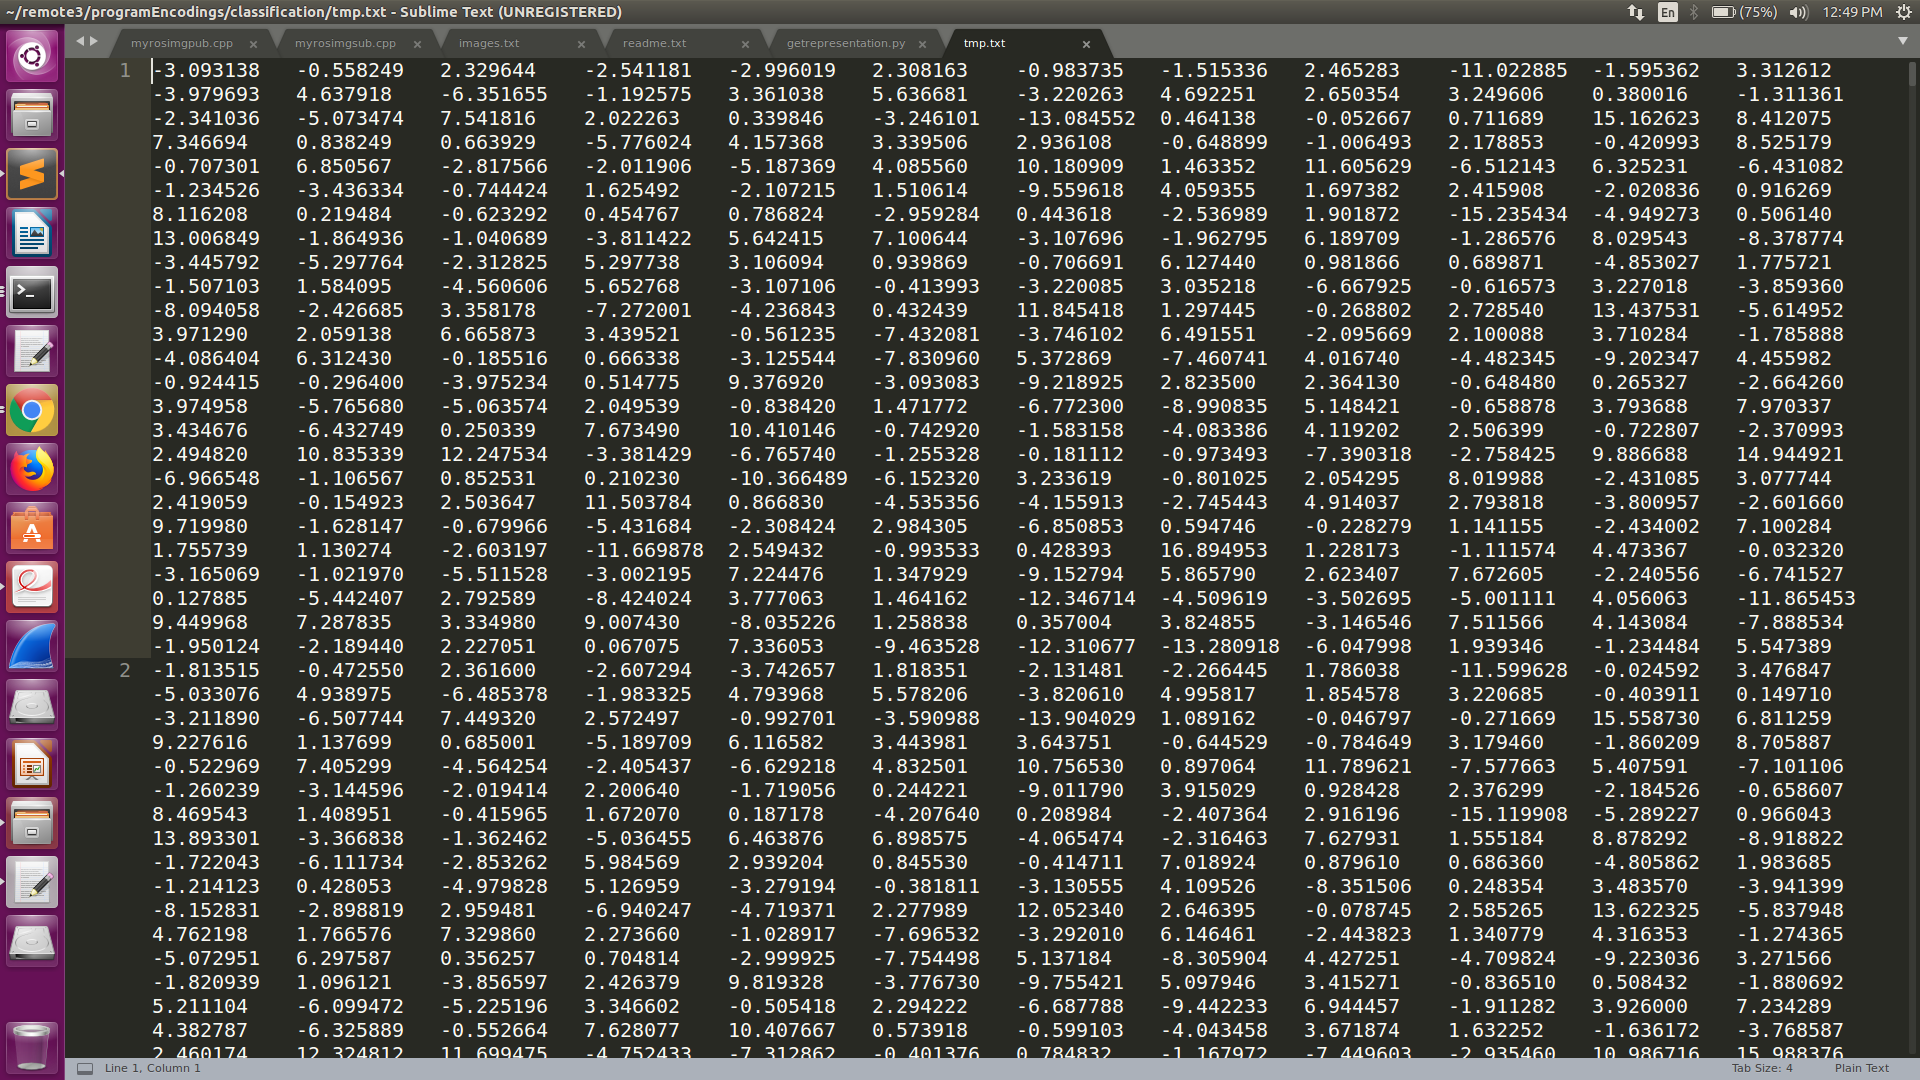 ~/remote3/programEncodings/classification/tmp.txt - Sublime Text (UNREGISTERED) En (75%) 12:49 PM
myrosimgpub.cpp × myrosimgsub.cpp × images.txt × readme.txt × getrepresentation.py × tmp.txt ×
1 -3.093138 -0.558249 2.329644 -2.541181 -2.996019 2.308163 -0.983735 -1.515336 2.465283 -11.022885 -1.595362 3.312612
-3.979693 4.637918 -6.351655 -1.192575 3.361038 5.636681 -3.220263 4.692251 2.650354 3.249606 0.380016 -1.311361
-2.341036 -5.073474 7.541816 2.022263 0.339846 -3.246101 -13.084552 0.464138 -0.052667 0.711689 15.162623 8.412075
7.346694 0.838249 0.663929 -5.776024 4.157368 3.339506 2.936108 -0.648899 -1.006493 2.178853 -0.420993 8.525179
-0.707301 6.850567 -2.817566 -2.011906 -5.187369 4.085560 10.180909 1.463352 11.605629 -6.512143 6.325231 -6.431082
-1.234526 -3.436334 -0.744424 1.625492 -2.107215 1.510614 -9.559618 4.059355 1.697382 2.415908 -2.020836 0.916269
8.116208 0.219484 -0.623292 0.454767 0.786824 -2.959284 0.443618 -2.536989 1.901872 -15.235434 -4.949273 0.506140
13.006849 -1.864936 -1.040689 -3.811422 5.642415 7.100644 -3.107696 -1.962795 6.189709 -1.286576 8.029543 -8.378774
-3.445792 -5.297764 -2.312825 5.297738 3.106094 0.939869 -0.706691 6.127440 0.981866 0.689871 -4.853027 1.775721
-1.507103 1.584095 -4.560606 5.652768 -3.107106 -0.413993 -3.220085 3.035218 -6.667925 -0.616573 3.227018 -3.859360
-8.094058 -2.426685 3.358178 -7.272001 -4.236843 0.432439 11.845418 1.297445 -0.268802 2.728540 13.437531 -5.614952
3.971290 2.059138 6.665873 3.439521 -0.561235 -7.432081 -3.746102 6.491551 -2.095669 2.100088 3.710284 -1.785888
-4.086404 6.312430 -0.185516 0.666338 -3.125544 -7.830960 5.372869 -7.460741 4.016740 -4.482345 -9.202347 4.455982
-0.924415 -0.296400 -3.975234 0.514775 9.376920 -3.093083 -9.218925 2.823500 2.364130 -0.648480 0.265327 -2.664260
3.974958 -5.765680 -5.063574 2.049539 -0.838420 1.471772 -6.772300 -8.990835 5.148421 -0.658878 3.793688 7.970337
3.434676 -6.432749 0.250339 7.673490 10.410146 -0.742920 -1.583158 -4.083386 4.119202 2.506399 -0.722807 -2.370993
2.494820 10.835339 12.247534 -3.381429 -6.765740 -1.255328 -0.181112 -0.973493 -7.390318 -2.758425 9.886688 14.944921
-6.966548 -1.106567 0.852531 0.210230 -10.366489 -6.152320 3.233619 -0.801025 2.054295 8.019988 -2.431085 3.077744
2.419059 -0.154923 2.503647 11.503784 0.866830 -4.535356 -4.155913 -2.745443 4.914037 2.793818 -3.800957 -2.601660
9.719980 -1.628147 -0.679966 -5.431684 -2.308424 2.984305 -6.850853 0.594746 -0.228279 1.141155 -2.434002 7.100284
1.755739 1.130274 -2.603197 -11.669878 2.549432 -0.993533 0.428393 16.894953 1.228173 -1.111574 4.473367 -0.032320
-3.165069 -1.021970 -5.511528 -3.002195 7.224476 1.347929 -9.152794 5.865790 2.623407 7.672605 -2.240556 -6.741527
0.127885 -5.442407 2.792589 -8.424024 3.777063 1.464162 -12.346714 -4.509619 -3.502695 -5.001111 4.056063 -11.865453
9.449968 7.287835 3.334980 9.007430 -8.035226 1.258838 0.357004 3.824855 -3.146546 7.511566 4.143084 -7.888534
-1.950124 -2.189440 2.227051 0.067075 7.336053 -9.463528 -12.310677 -13.280918 -6.047998 1.939346 -1.234484 5.547389
2 -1.813515 -0.472550 2.361600 -2.607294 -3.742657 1.818351 -2.131481 -2.266445 1.786038 -11.599628 -0.024592 3.476847
-5.033076 4.938975 -6.485378 -1.983325 4.793968 5.578206 -3.820610 4.995817 1.854578 3.220685 -0.403911 0.149710
-3.211890 -6.507744 7.449320 2.572497 -0.992701 -3.590988 -13.904029 1.089162 -0.046797 -0.271669 15.558730 6.811259
9.227616 1.137699 0.685001 -5.189709 6.116582 3.443981 3.643751 -0.644529 -0.784649 3.179460 -1.860209 8.705887
-0.522969 7.405299 -4.564254 -2.405437 -6.629218 4.832501 10.756530 0.897064 11.789621 -7.577663 5.407591 -7.101106
-1.260239 -3.144596 -2.019414 2.200640 -1.719056 0.244221 -9.011790 3.915029 0.928428 2.376299 -2.184526 -0.658607
8.469543 1.408951 -0.415965 1.672070 0.187178 -4.207640 0.208984 -2.407364 2.916196 -15.119908 -5.289227 0.966043
13.893301 -3.366838 -1.362462 -5.036455 6.463876 6.898575 -4.065474 -2.316463 7.627931 1.555184 8.878292 -8.918822
-1.722043 -6.111734 -2.853262 5.984569 2.939204 0.845530 -0.414711 7.018924 0.879610 0.686360 -4.805862 1.983685
-1.214123 0.428053 -4.979828 5.126959 -3.279194 -0.381811 -3.130555 4.109526 -8.351506 0.248354 3.483570 -3.941399
-8.152831 -2.898819 2.959481 -6.940247 -4.719371 2.277989 12.052340 2.646395 -0.078745 2.585265 13.622325 -5.837948
4.762198 1.766576 7.329860 2.273660 -1.028917 -7.696532 -3.292010 6.146461 -2.443823 1.340779 4.316353 -1.274365
-5.072951 6.297587 0.356257 0.704814 -2.999925 -7.754498 5.137184 -8.305904 4.427251 -4.709824 -9.223036 3.271566
-1.820939 1.096121 -3.856597 2.426379 9.819328 -3.776730 -9.755421 5.097946 3.415271 -0.836510 0.508432 -1.880692
5.211104 -6.099472 -5.225196 3.346602 -0.505418 2.294222 -6.687788 -9.442233 6.944457 -1.911282 3.926000 7.234289
4.382787 -6.325889 -0.552664 7.628077 10.407667 0.573918 -0.599103 -4.043458 3.671874 1.632252 -1.636172 -3.768587
2.460174 12.324812 11.699475 -4.752433 -7.312862 -0.401376 0.784832 -1.167972 -7.449603 -2.935460 10.986716 15.988376
Line 1, Column 1 Tab Size: 4 Plain Text